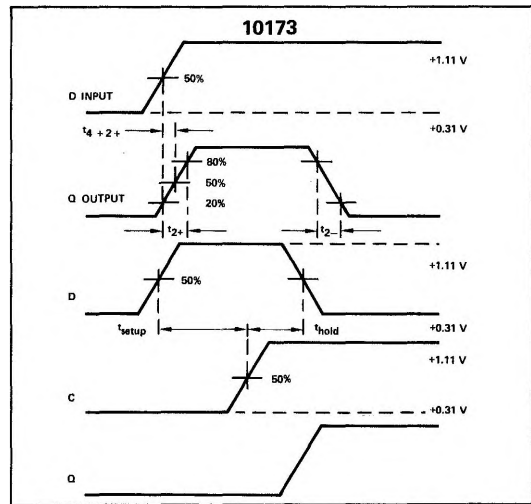 10173
+1.11 V
50%
D INPUT
+0.31 V
t4+2+
80%
50%
Q OUTPUT
20%
t2+
t2–
+1.11 V
50%
D
tsetup
thold
+0.31 V
+1.11 V
50%
C
+0.31 V
Q